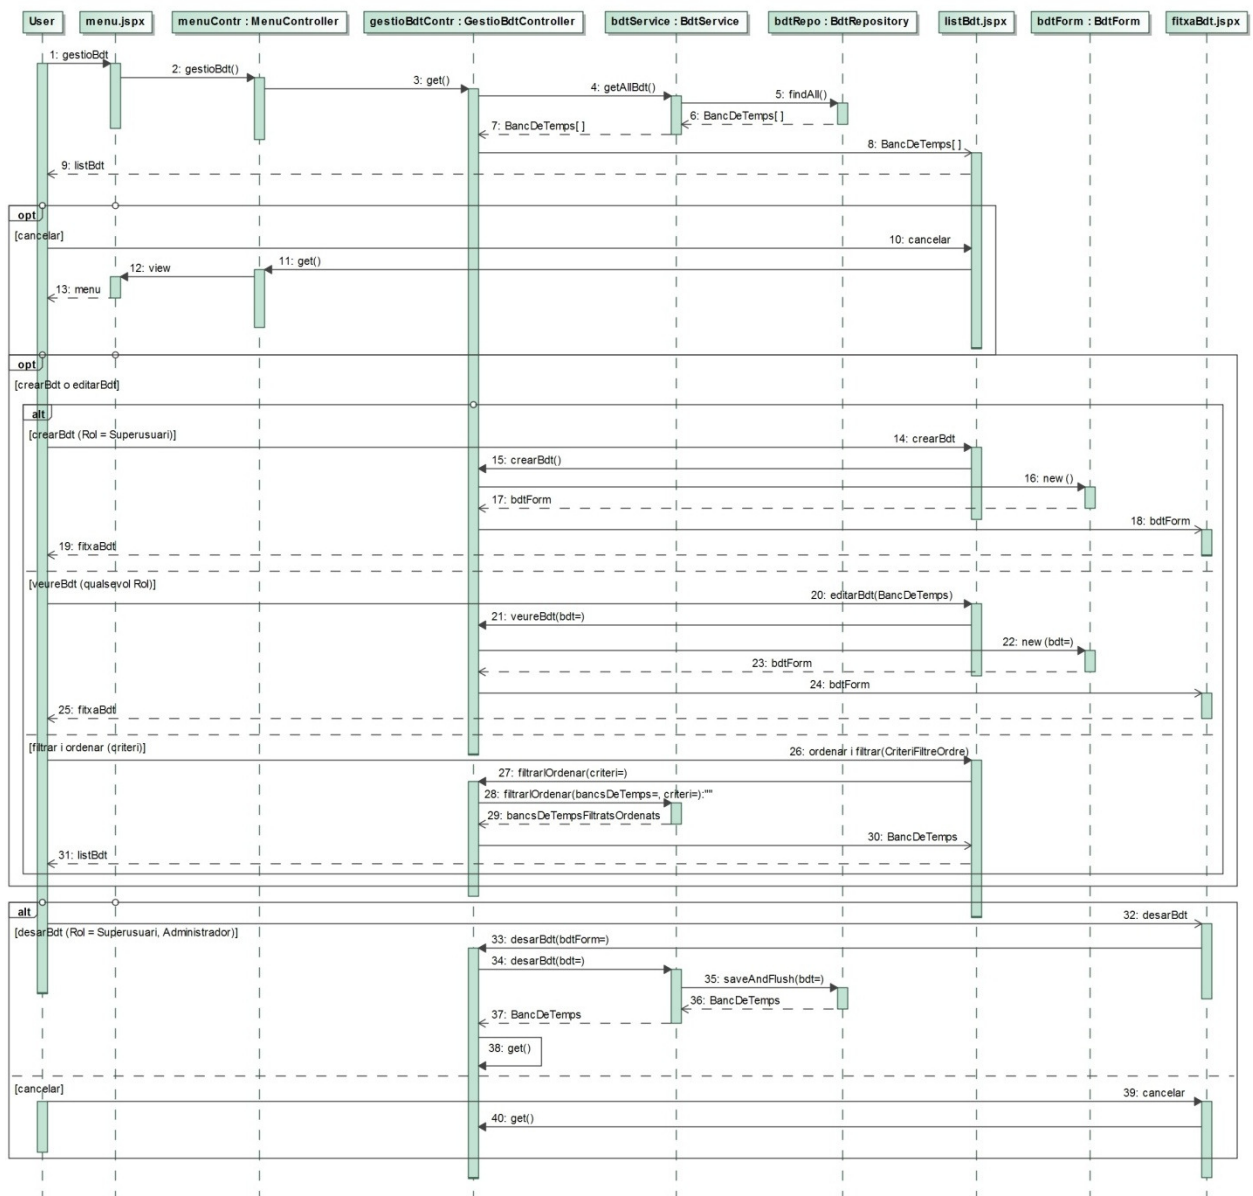 User
menu.jspx
menuContr : MenuController
gestioBdtContr : GestioBdtController
bdtService : BdtService
bdtRepo : BdtRepository
listBdt.jspx
bdtForm : BdtForm
fitxaBdt.jspx
1: gestioBdt
2: gestioBdt()
3: get()
4: getAllBdt()
5: findAll()
6: BancDeTemps[ ]
7: BancDeTemps[ ]
8: BancDeTemps[ ]
9: listBdt
opt
[cancelar]
10: cancelar
11: get()
12: view
13: menu
opt
[crearBdt o editarBdt]
alt
[crearBdt (Rol = Superusuari)]
14: crearBdt
15: crearBdt()
16: new ()
17: bdtForm
18: bdtForm
19: fitxaBdt
[veureBdt (qualsevol Rol)]
20: editarBdt(BancDeTemps)
21: veureBdt(bdt=)
22: new (bdt=)
23: bdtForm
24: bdtForm
25: fitxaBdt
[filtrar i ordenar (criteri)]
26: ordenar i filtrar(CriteriFiltreOrdre)
27: filtrarIOrdenar(criteri=)
28: filtrarIOrdenar(bancsDeTemps=, criteri=):""
29: bancsDeTempsFiltratsOrdenats
30: BancDeTemps
31: listBdt
alt
32: desarBdt
[desarBdt (Rol = Superusuari, Administrador)]
33: desarBdt(bdtForm=)
34: desarBdt(bdt=)
35: saveAndFlush(bdt=)
36: BancDeTemps
37: BancDeTemps
38: get()
[cancelar]
39: cancelar
40: get()